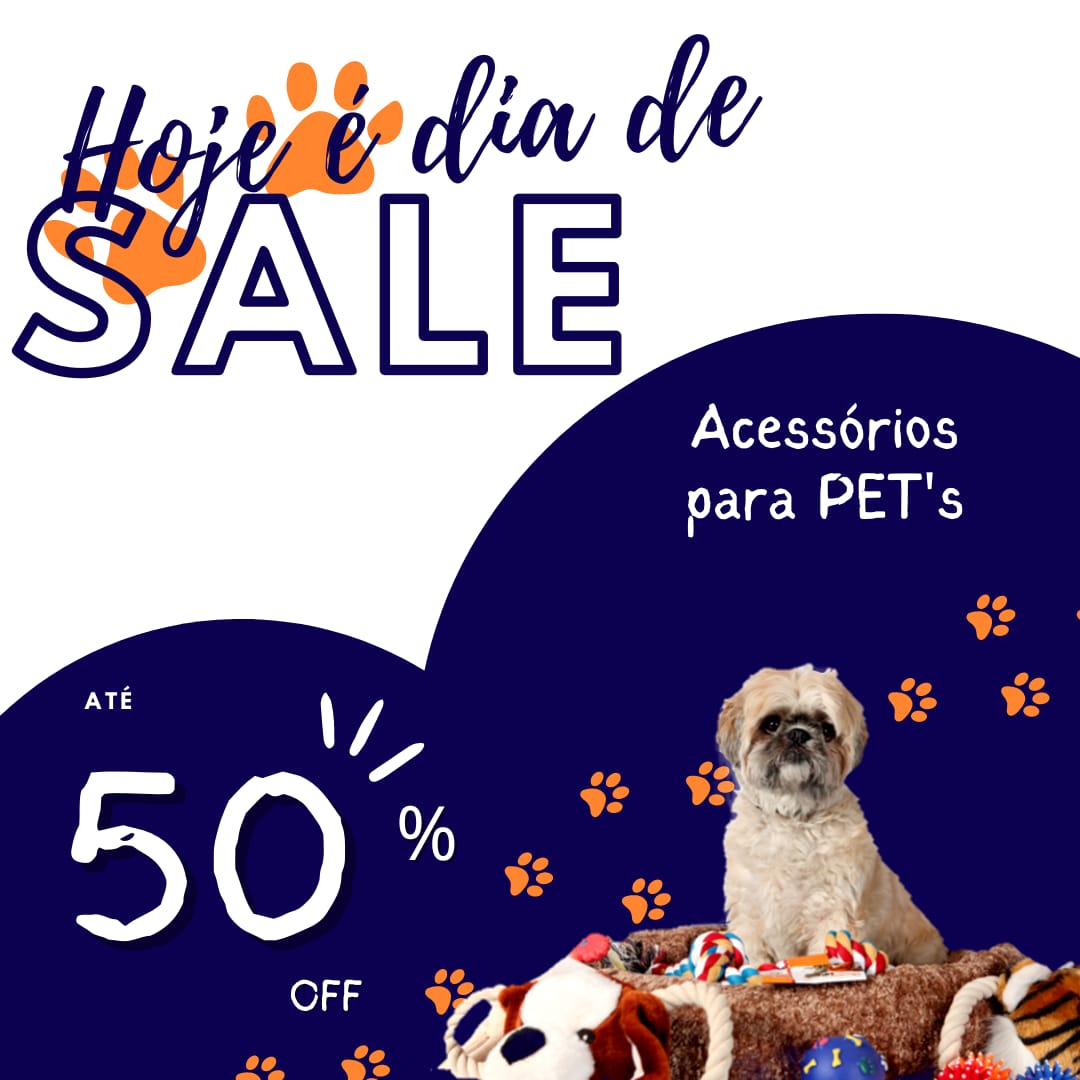 Hoje é dia de
SALE
Acessórios
para PET's
ATÉ
50 %
OFF